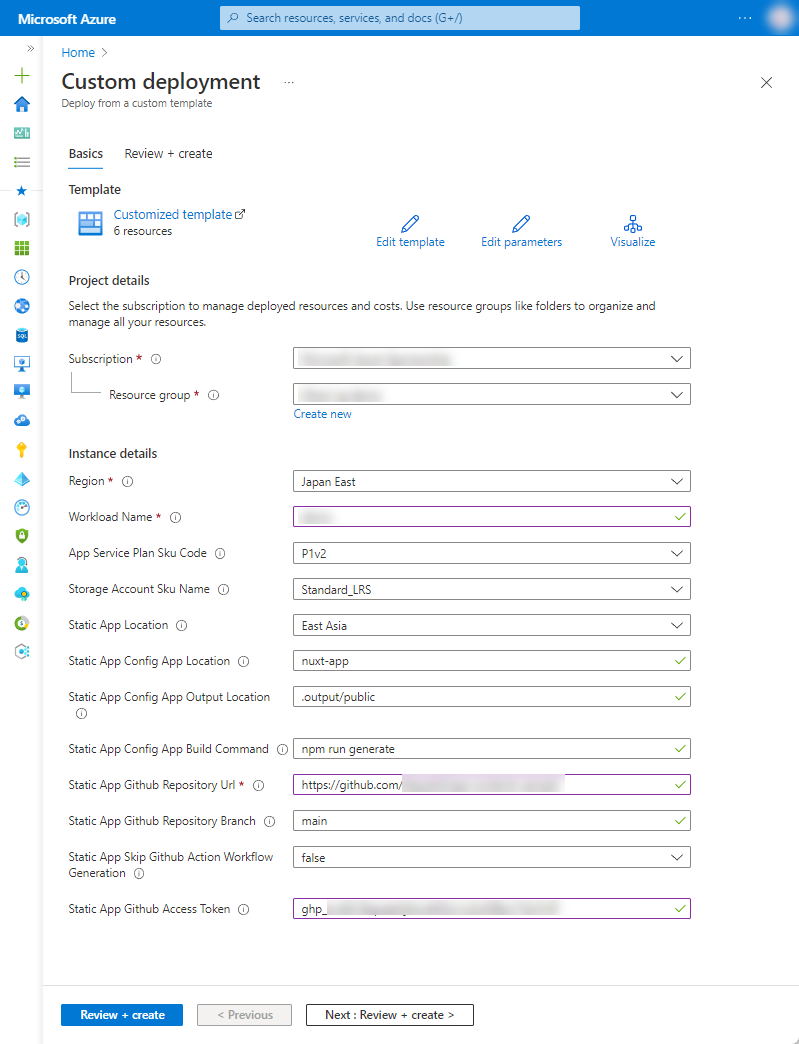 Microsoft Azure
Search resources, services, and docs (G+/)
Home
Custom deployment
Deploy from a custom template
Basics
Review + create
Template
Customized template
6 resources
Edit template
Edit parameters
Visualize
Project details
Select the subscription to manage deployed resources and costs. Use resource groups like folders to organize and
manage all your resources.
Subscription *
Resource group *
Create new
Instance details
Region *
Japan East
Workload Name *
App Service Plan Sku Code
P1v2
Storage Account Sku Name
Standard_LRS
Static App Location
East Asia
Static App Config App Location
nuxt-app
Static App Config App Output Location
.output/public
Static App Config App Build Command
npm run generate
Static App Github Repository Url *
https://github.com/
Static App Github Repository Branch
main
Static App Skip Github Action Workflow
Generation
false
Static App Github Access Token
ghp_
Review + create
< Previous
Next : Review + create >